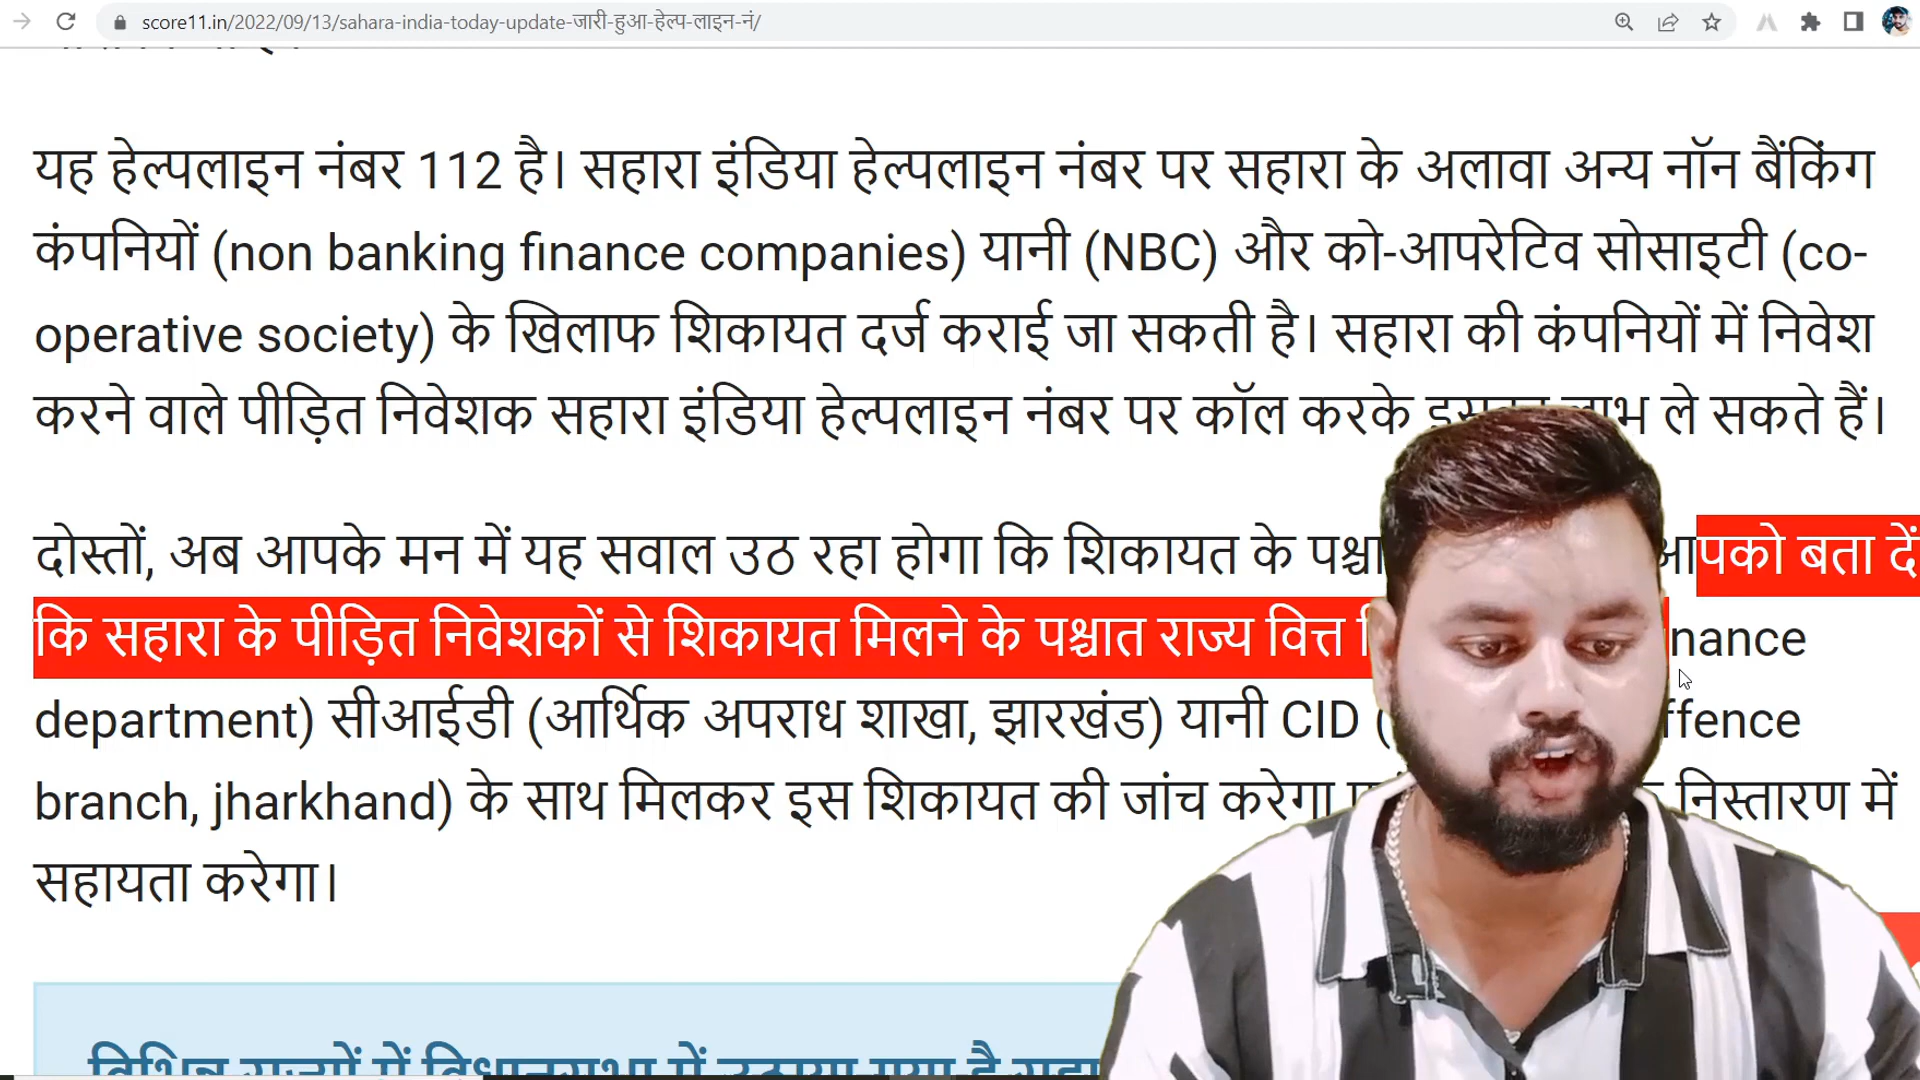 score11.in/2022/09/13/sahara-india-today-update-जारी-हुआ-हेल्प-लाइन-नं/
यह हेल्पलाइन नंबर 112 है। सहारा इंडिया हेल्पलाइन नंबर पर सहारा के अलावा अन्य नॉन बैंकिंग
कंपनियों (non banking finance companies) यानी (NBC) और को-आपरेटिव सोसाइटी (co-
operative society) के खिलाफ शिकायत दर्ज कराई जा सकती है। सहारा की कंपनियों में निवेश
करने वाले पीड़ित निवेशक सहारा इंडिया हेल्पलाइन नंबर पर कॉल करके ले सकते हैं।
दोस्तों, अब आपके मन में यह सवाल उठ रहा होगा कि शिकायत के आपको बता दें
कि सहारा के पीड़ित निवेशकों से शिकायत मिलने के पश्चात राज्य वित्त
department) सीआईडी (आर्थिक अपराध शाखा, झारखंड) यानी CID (
branch, jharkhand) के साथ मिलकर इस शिकायत की जांच करेगा निस्तारण में
सहायता करेगा।